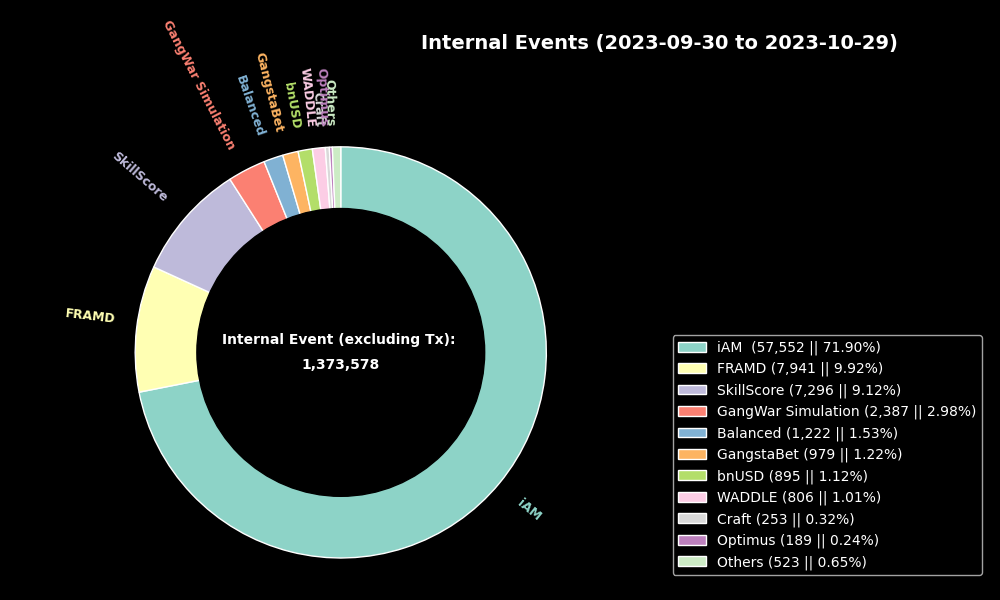 Internal Events (2023-09-30 to 2023-10-29)
GangWar Simulation
Balanced
GangstaBet
bnUSD
WADDLE
Craft
Optimus
Others
SkillScore
FRAMD
iAM
Internal Event (excluding Tx):
1,373,578
iAM  (57,552 || 71.90%)
FRAMD (7,941 || 9.92%)
SkillScore (7,296 || 9.12%)
GangWar Simulation (2,387 || 2.98%)
Balanced (1,222 || 1.53%)
GangstaBet (979 || 1.22%)
bnUSD (895 || 1.12%)
WADDLE (806 || 1.01%)
Craft (253 || 0.32%)
Optimus (189 || 0.24%)
Others (523 || 0.65%)